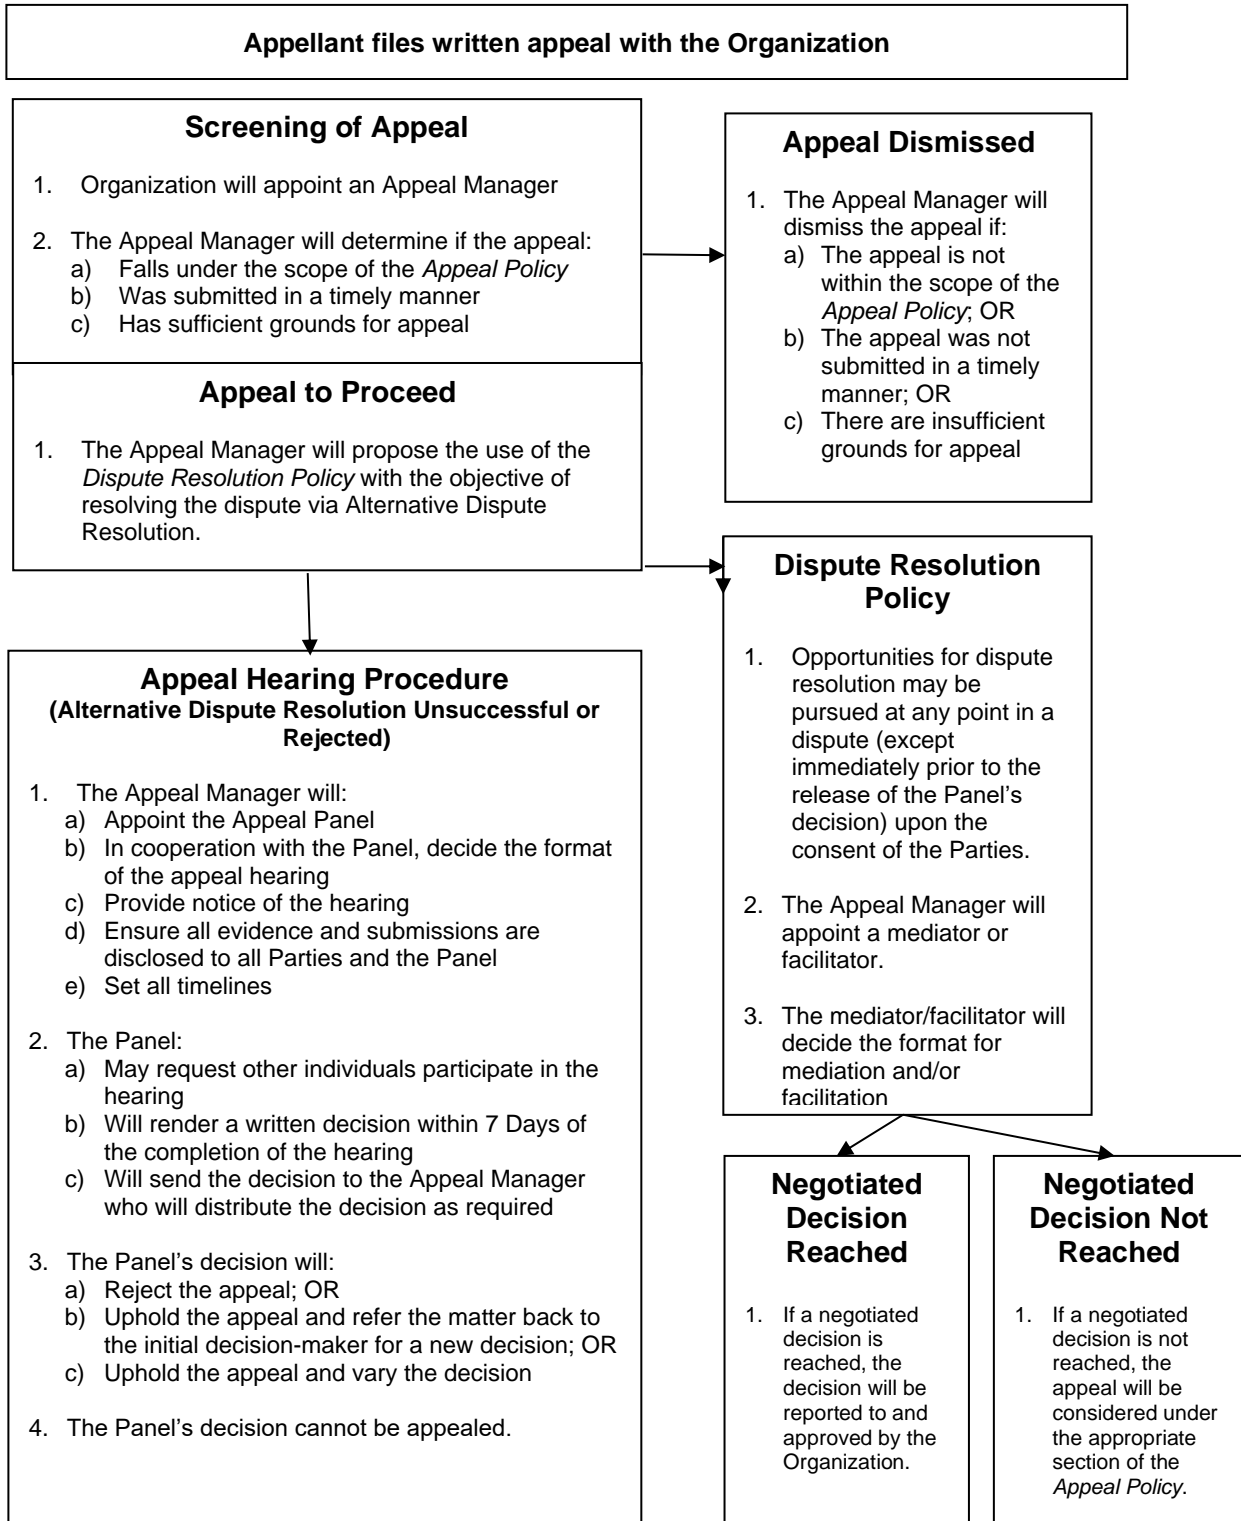 Appellant files written appeal with the Organization
Screening of Appeal
1. Organization will appoint an Appeal Manager
2. The Appeal Manager will determine if the appeal:
a) Falls under the scope of the Appeal Policy
b) Was submitted in a timely manner
c) Has sufficient grounds for appeal
Appeal Dismissed
1. The Appeal Manager will
dismiss the appeal if:
a) The appeal is not
within the scope of the
Appeal Policy; OR
b) The appeal was not
submitted in a timely
manner; OR
c) There are insufficient
grounds for appeal
Appeal to Proceed
1. The Appeal Manager will propose the use of the
Dispute Resolution Policy with the objective of
resolving the dispute via Alternative Dispute
Resolution.
Dispute Resolution
Policy
1. Opportunities for dispute
resolution may be
pursued at any point in a
dispute (except
immediately prior to the
release of the Panel's
decision) upon the
consent of the Parties.
2. The Appeal Manager will
appoint a mediator or
facilitator.
3. The mediator/facilitator will
decide the format for
mediation and/or
facilitation
Appeal Hearing Procedure
(Alternative Dispute Resolution Unsuccessful or
Rejected)
1. The Appeal Manager will:
a) Appoint the Appeal Panel
b) In cooperation with the Panel, decide the format
of the appeal hearing
c) Provide notice of the hearing
d) Ensure all evidence and submissions are
disclosed to all Parties and the Panel
e) Set all timelines
2. The Panel:
a) May request other individuals participate in the
hearing
b) Will render a written decision within 7 Days of
the completion of the hearing
c) Will send the decision to the Appeal Manager
who will distribute the decision as required
3. The Panel's decision will:
a) Reject the appeal; OR
b) Uphold the appeal and refer the matter back to
the initial decision-maker for a new decision; OR
c) Uphold the appeal and vary the decision
4. The Panel's decision cannot be appealed.
Negotiated
Decision
Reached
1. If a negotiated
decision is
reached, the
decision will be
reported to and
approved by the
Organization.
Negotiated
Decision Not
Reached
1. If a negotiated
decision is not
reached, the
appeal will be
considered under
the appropriate
section of the
Appeal Policy.